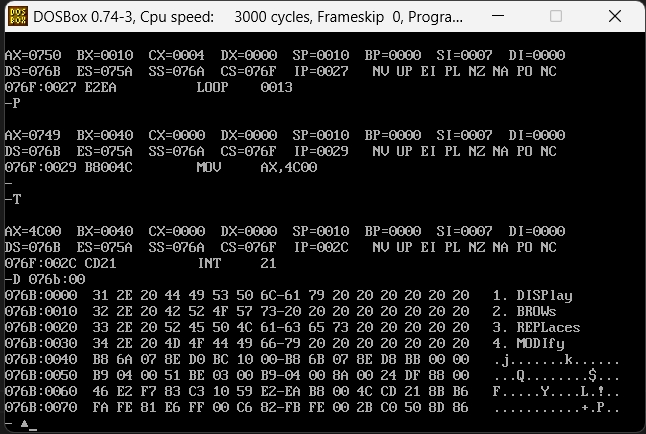 DOS BOX DOSBox 0.74-3, Cpu speed: 3000 cycles, Frameskip 0, Progra...
AX=0750 BX=0010 CX=0004 DX=0000 SP=0010 BP=0000 SI=0007 DI=0000
DS=076B ES=075A SS=076A CS=076F IP=0027 NV UP EI PL NZ NA PO NC
076F:0027 E2EA LOOP 0013
-P
AX=0749 BX=0040 CX=0000 DX=0000 SP=0010 BP=0000 SI=0007 DI=0000
DS=076B ES=075A SS=076A CS=076F IP=0029 NV UP EI PL NZ NA PO NC
076F:0029 B8004C MOV AX,4C00
-
-T
AX=4C00 BX=0040 CX=0000 DX=0000 SP=0010 BP=0000 SI=0007 DI=0000
DS=076B ES=075A SS=076A CS=076F IP=002C NV UP EI PL NZ NA PO NC
076F:002C CD21 INT 21
-D 076b:00
076B:0000 31 2E 20 44 49 53 50 6C-61 79 20 20 20 20 20 20 1. DISPlay
076B:0010 32 2E 20 42 52 4F 57 73-20 20 20 20 20 20 20 20 2. BROWs
076B:0020 33 2E 20 52 45 50 4C 61-63 65 73 20 20 20 20 20 3. REPLaces
076B:0030 34 2E 20 4D 4F 44 49 66-79 20 20 20 20 20 20 20 4. MODIfy
076B:0040 B8 6A 07 8E D0 BC 10 00-B8 6B 07 8E D8 BB 00 00 .j.......k......
076B:0050 B9 04 00 51 BE 03 00 B9-04 00 8A 00 24 DF 88 00 ...Q........$...
076B:0060 46 E2 F7 83 C3 10 59 E2-EA B8 00 4C CD 21 8B B6 F.....Y....L.!..
076B:0070 FA FE 81 E6 FF 00 C6 82-FB FE 00 2B C0 50 8D 86 ...........+.P..
- ▲_